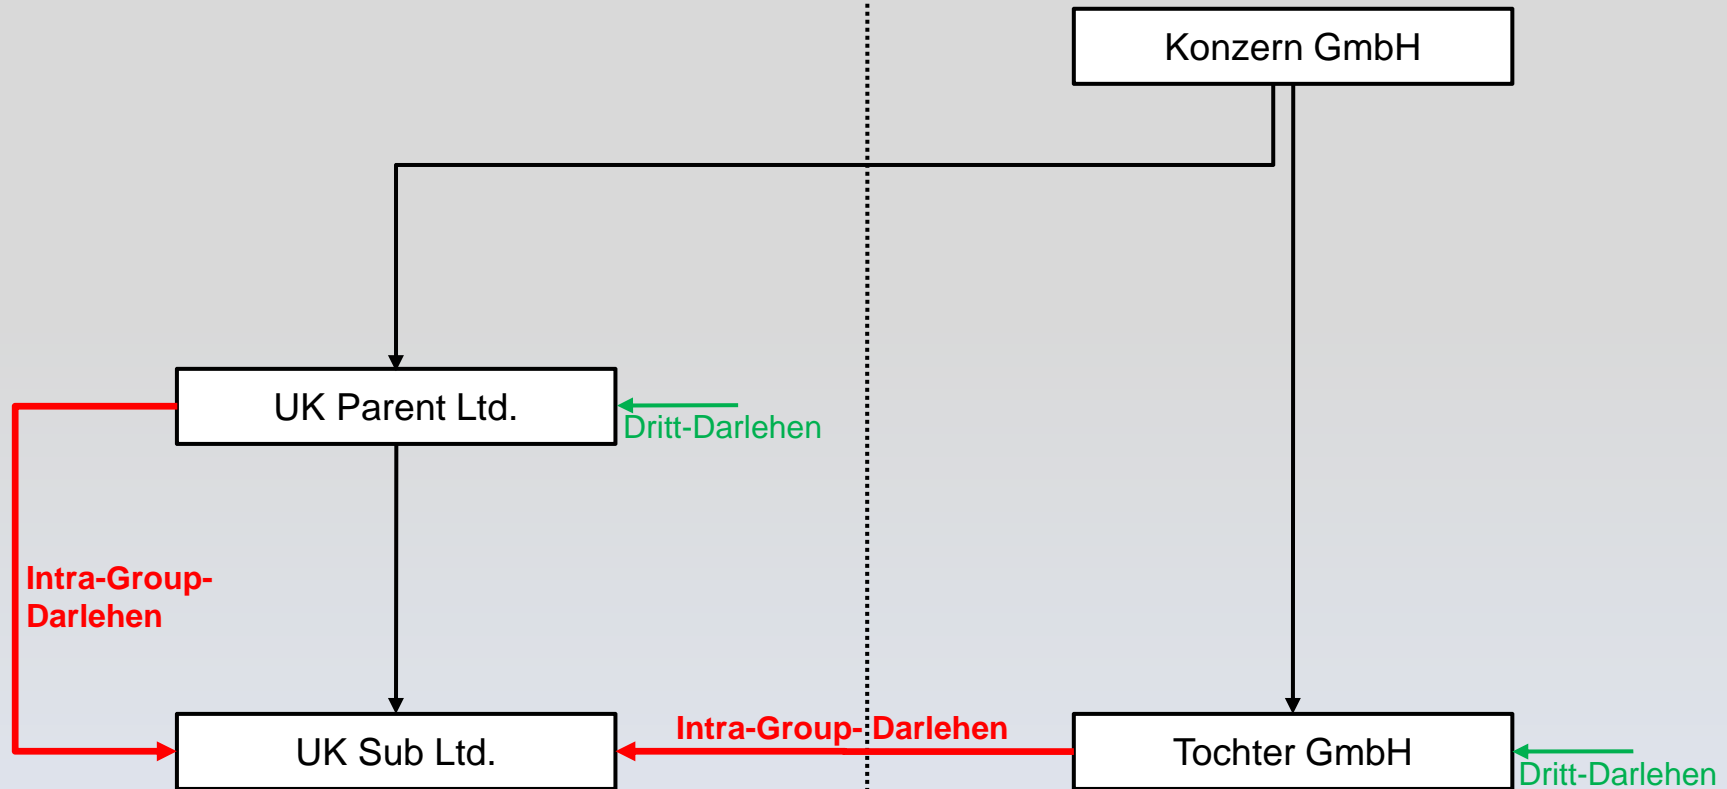 Konzern GmbH
UK Parent Ltd.
Dritt-Darlehen
Intra-Group-
Darlehen
UK Sub Ltd.
Intra-Group- Darlehen
Tochter GmbH
Dritt-Darlehen